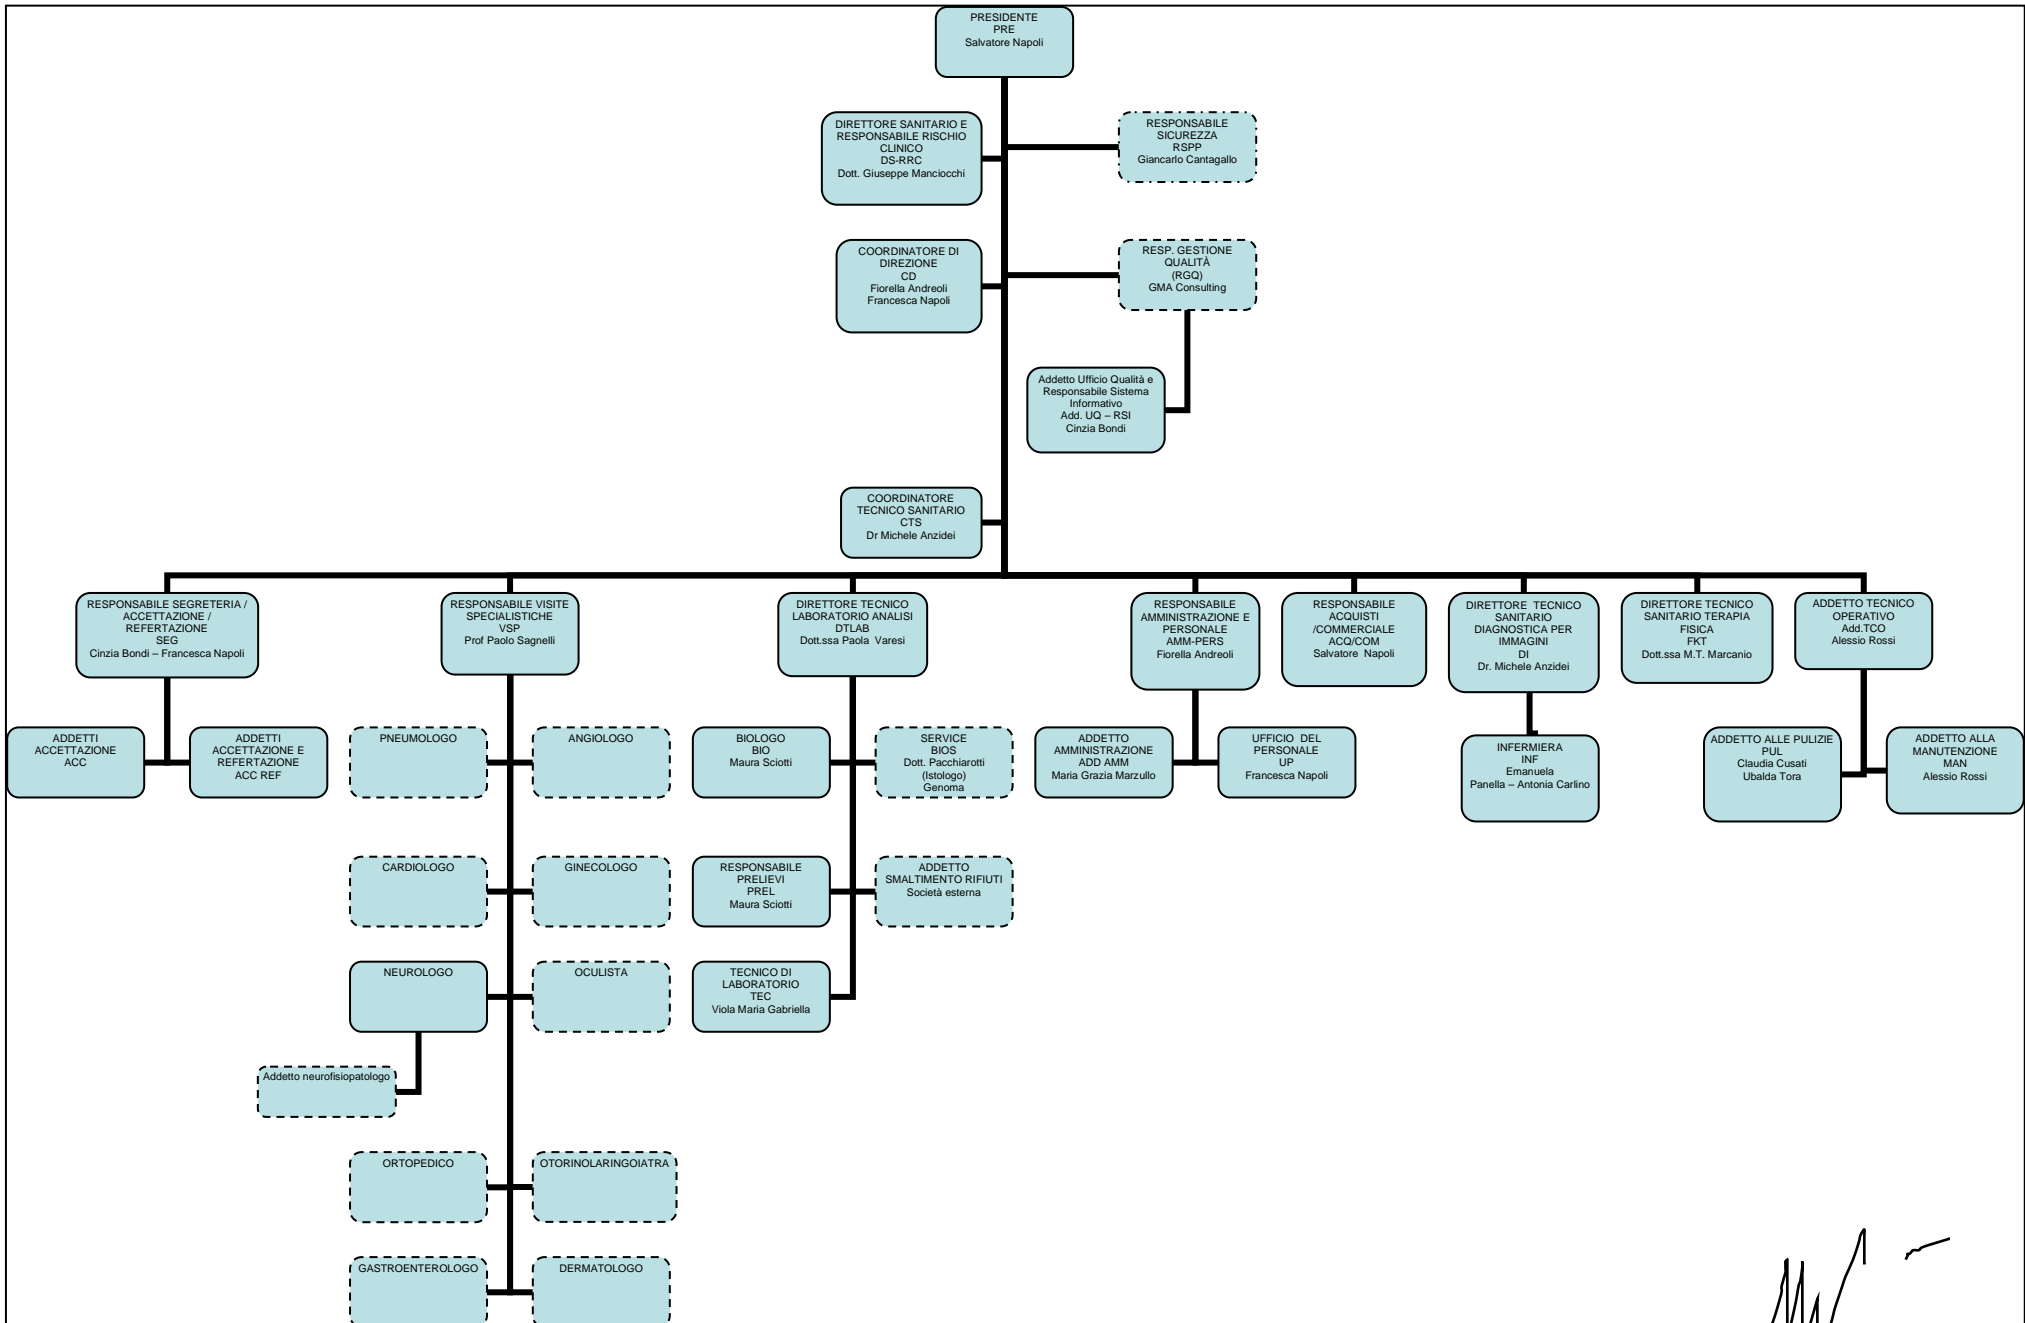 PRESIDENTE
PRE
Salvatore Napoli
DIRETTORE SANITARIO E
RESPONSABILE RISCHIO
CLINICO
DS-RRC
Dott. Giuseppe Manciocchi
RESPONSABILE
SICUREZZA
RSPP
Giancarlo Cantagallo
COORDINATORE DI
DIREZIONE
CD
Fiorella Andreoli
Francesca Napoli
RESP. GESTIONE
QUALITÀ
(RGQ)
GMA Consulting
Addetto Ufficio Qualità e
Responsabile Sistema
Informativo
Add. UQ – RSI
Cinzia Bondi
COORDINATORE
TECNICO SANITARIO
CTS
Dr Michele Anzidei
RESPONSABILE SEGRETERIA /
ACCETTAZIONE /
REFERTAZIONE
SEG
Cinzia Bondi – Francesca Napoli
RESPONSABILE VISITE
SPECIALISTICHE
VSP
Prof Paolo Sagnelli
DIRETTORE TECNICO
LABORATORIO ANALISI
DTLAB
Dott.ssa Paola Varesi
RESPONSABILE
AMMINISTRAZIONE E
PERSONALE
AMM-PERS
Fiorella Andreoli
RESPONSABILE
ACQUISTI
/COMMERCIALE
ACQ/COM
Salvatore Napoli
DIRETTORE TECNICO
SANITARIO
DIAGNOSTICA PER
IMMAGINI
DI
Dr. Michele Anzidei
DIRETTORE TECNICO
SANITARIO TERAPIA
FISICA
FKT
Dott.ssa M.T. Marcanio
ADDETTO TECNICO
OPERATIVO
Add.TCO
Alessio Rossi
ADDETTI
ACCETTAZIONE
ACC
ADDETTI
ACCETTAZIONE E
REFERTAZIONE
ACC REF
PNEUMOLOGO
ANGIOLOGO
BIOLOGO
BIO
Maura Sciotti
SERVICE
BIOS
Dott. Pacchiarotti
(Istologo)
Genoma
ADDETTO
AMMINISTRAZIONE
ADD AMM
Maria Grazia Marzullo
UFFICIO DEL
PERSONALE
UP
Francesca Napoli
INFERMIERA
INF
Emanuela
Panella – Antonia Carlino
ADDETTO ALLE PULIZIE
PUL
Claudia Cusati
Ubalda Tora
ADDETTO ALLA
MANUTENZIONE
MAN
Alessio Rossi
CARDIOLOGO
GINECOLOGO
RESPONSABILE
PRELIEVI
PREL
Maura Sciotti
ADDETTO
SMALTIMENTO RIFIUTI
Società esterna
NEUROLOGO
OCULISTA
TECNICO DI
LABORATORIO
TEC
Viola Maria Gabriella
Addetto neurofisiopatologo
ORTOPEDICO
OTORINOLARINGOIATRA
GASTROENTEROLOGO
DERMATOLOGO